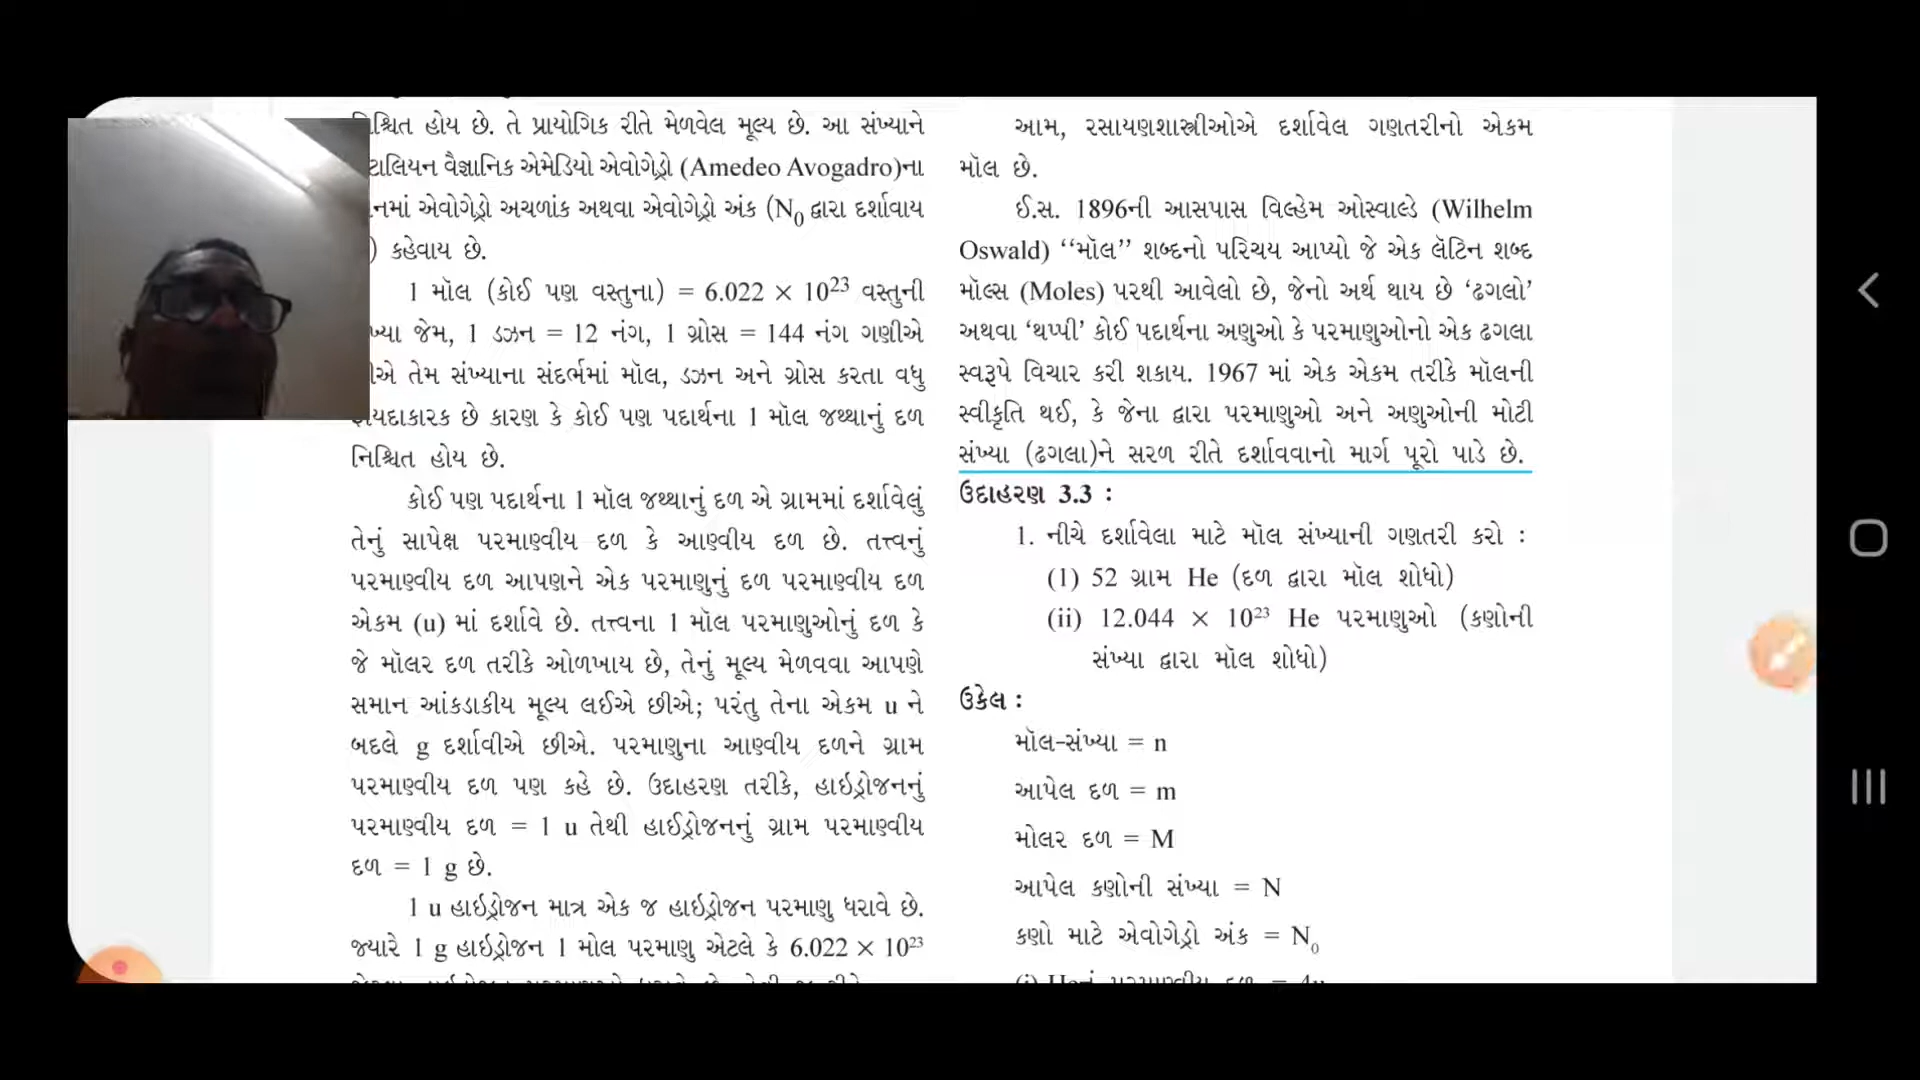 નિશ્ચિત હોય છે. તે પ્રાયોગિક રીતે મેળવેલ મૂલ્ય છે. આ સંખ્યાને
વૈજ્ઞાનિક એમેડિયો એવોગેડ્રો (Amedeo Avogadro)ના
એવોગેડ્રો અચળાંક અથવા એવોગેડ્રો અંક (N₀ દ્વારા દર્શાવાય
) કહેવાય છે.
1 મૉલ (કોઈ પણ વસ્તુના) = 6.022 × 10²³ વસ્તુની
જેમ, 1 ડઝન = 12 નંગ, 1 ગ્રોસ = 144 નંગ ગણીએ
તેમ સંખ્યાના સંદર્ભમાં મૉલ, ડઝન અને ગ્રોસ કરતા વધુ
છે કારણ કે કોઈ પણ પદાર્થના 1 મૉલ જથ્થાનું દળ
નિશ્ચિત હોય છે.
કોઈ પણ પદાર્થના 1 મૉલ જથ્થાનું દળ એ ગ્રામમાં દર્શાવેલું
તેનું સાપેક્ષ પરમાણ્વીય દળ કે આણ્વીય દળ છે. તત્ત્વનું
પરમાણ્વીય દળ આપણને એક પરમાણુનું દળ પરમાણ્વીય દળ
એકમ (u) માં દર્શાવે છે. તત્ત્વના 1 મૉલ પરમાણુઓનું દળ કે
જે મૉલર દળ તરીકે ઓળખાય છે, તેનું મૂલ્ય મેળવવા આપણે
સમાન આંકડાકીય મૂલ્ય લઈએ છીએ; પરંતુ તેના એકમ u ને
બદલે g દર્શાવીએ છીએ. પરમાણુના આણ્વીય દળને ગ્રામ
પરમાણ્વીય દળ પણ કહે છે. ઉદાહરણ તરીકે, હાઇડ્રોજનનું
પરમાણ્વીય દળ = 1 u તેથી હાઈડ્રોજનનું ગ્રામ પરમાણ્વીય
દળ = 1 g છે.
1 u હાઇડ્રોજન માત્ર એક જ હાઇડ્રોજન પરમાણુ ધરાવે છે.
જ્યારે 1 g હાઇડ્રોજન 1 મોલ પરમાણુ એટલે કે 6.022 × 10²³
આમ, રસાયણશાસ્ત્રીઓએ દર્શાવેલ ગણતરીનો એકમ
મૉલ છે.
ઈ.સ. 1896ની આસપાસ વિલ્હેમ ઓસ્વાલ્ડે (Wilhelm
Oswald) ‘‘મૉલ’’ શબ્દનો પરિચય આપ્યો જે એક લૅટિન શબ્દ
મૉલ્સ (Moles) પરથી આવેલો છે, જેનો અર્થ થાય છે ‘ઢગલો’
અથવા ‘થપ્પી’ કોઈ પદાર્થના અણુઓ કે પરમાણુઓનો એક ઢગલા
સ્વરૂપે વિચાર કરી શકાય. 1967 માં એક એકમ તરીકે મૉલની
સ્વીકૃતિ થઈ, કે જેના દ્વારા પરમાણુઓ અને અણુઓની મોટી
સંખ્યા (ઢગલા)ને સરળ રીતે દર્શાવવાનો માર્ગ પૂરો પાડે છે.
ઉદાહરણ 3.3 :
1. નીચે દર્શાવેલા માટે મૉલ સંખ્યાની ગણતરી કરો :
(1) 52 ગ્રામ He (દળ દ્વારા મૉલ શોધો)
(ii) 12.044 × 10²³ He પરમાણુઓ (કણોની
સંખ્યા દ્વારા મૉલ શોધો)
ઉકેલ :
મૉલ-સંખ્યા = n
આપેલ દળ = m
મોલર દળ = M
આપેલ કણોની સંખ્યા = N
કણો માટે એવોગેડ્રો અંક = N₀
(i) Heનું પરમાણ્વીય દળ = 4u